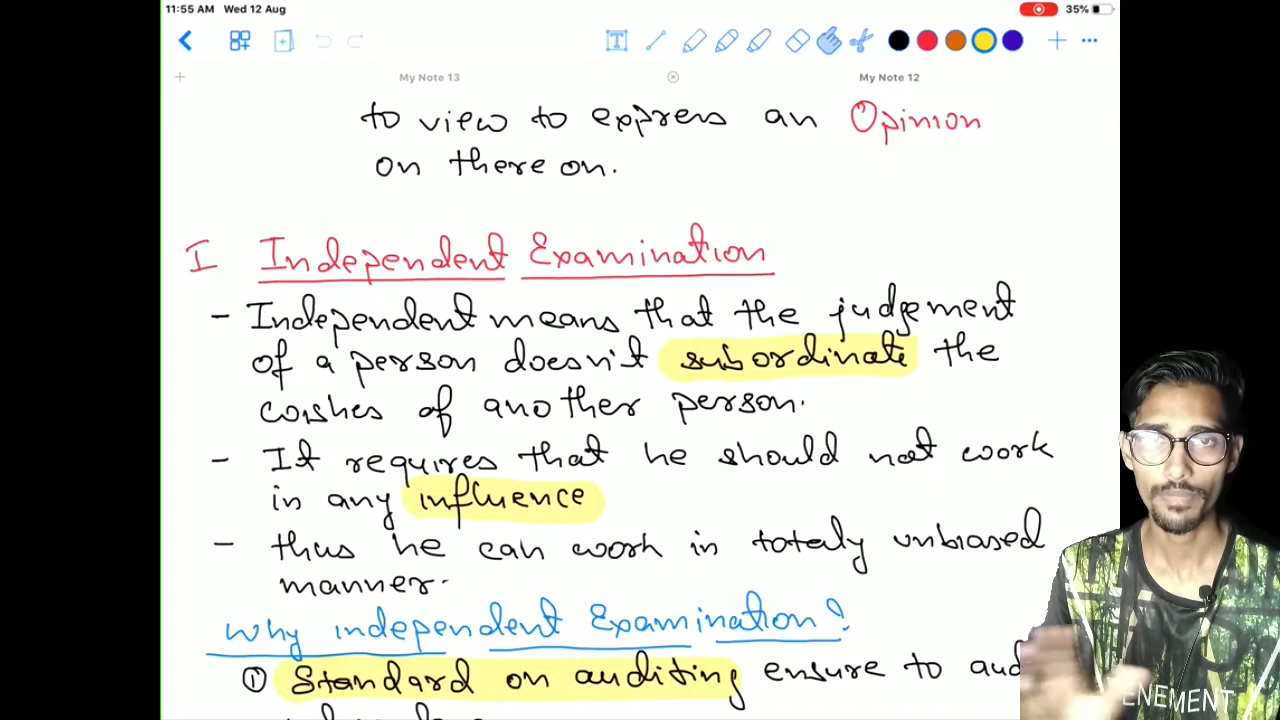 11:55 AM Wed 12 Aug
35%
My Note 13
My Note 12
to view to express an Opinion
on there on.
I Independent Examination
- Independent means that the judgement
of a person doesn't subordinate the
wishes of another person.
- It requires that he should not work
in any influence
- thus he can work in totaly unbiased
manner.
Why independent Examination?
① Standard on auditing ensure to aud
ENEMENT